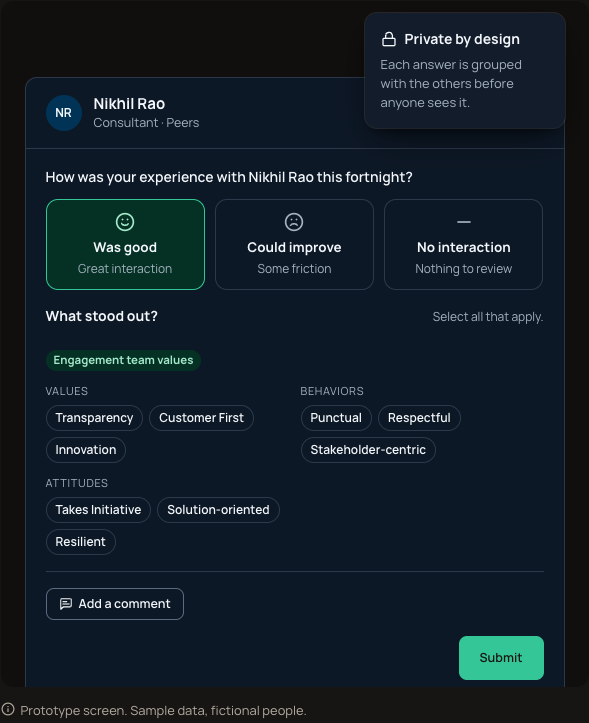 Private by design
Each answer is grouped
with the others before
anyone sees it.
NR
Nikhil Rao
Consultant · Peers
How was your experience with Nikhil Rao this fortnight?
Was good
Great interaction
Could improve
Some friction
No interaction
Nothing to review
What stood out?
Select all that apply.
Engagement team values
VALUES
Transparency
Customer First
Innovation
BEHAVIORS
Punctual
Respectful
Stakeholder-centric
ATTITUDES
Takes Initiative
Solution-oriented
Resilient
Add a comment
Submit
Prototype screen. Sample data, fictional people.